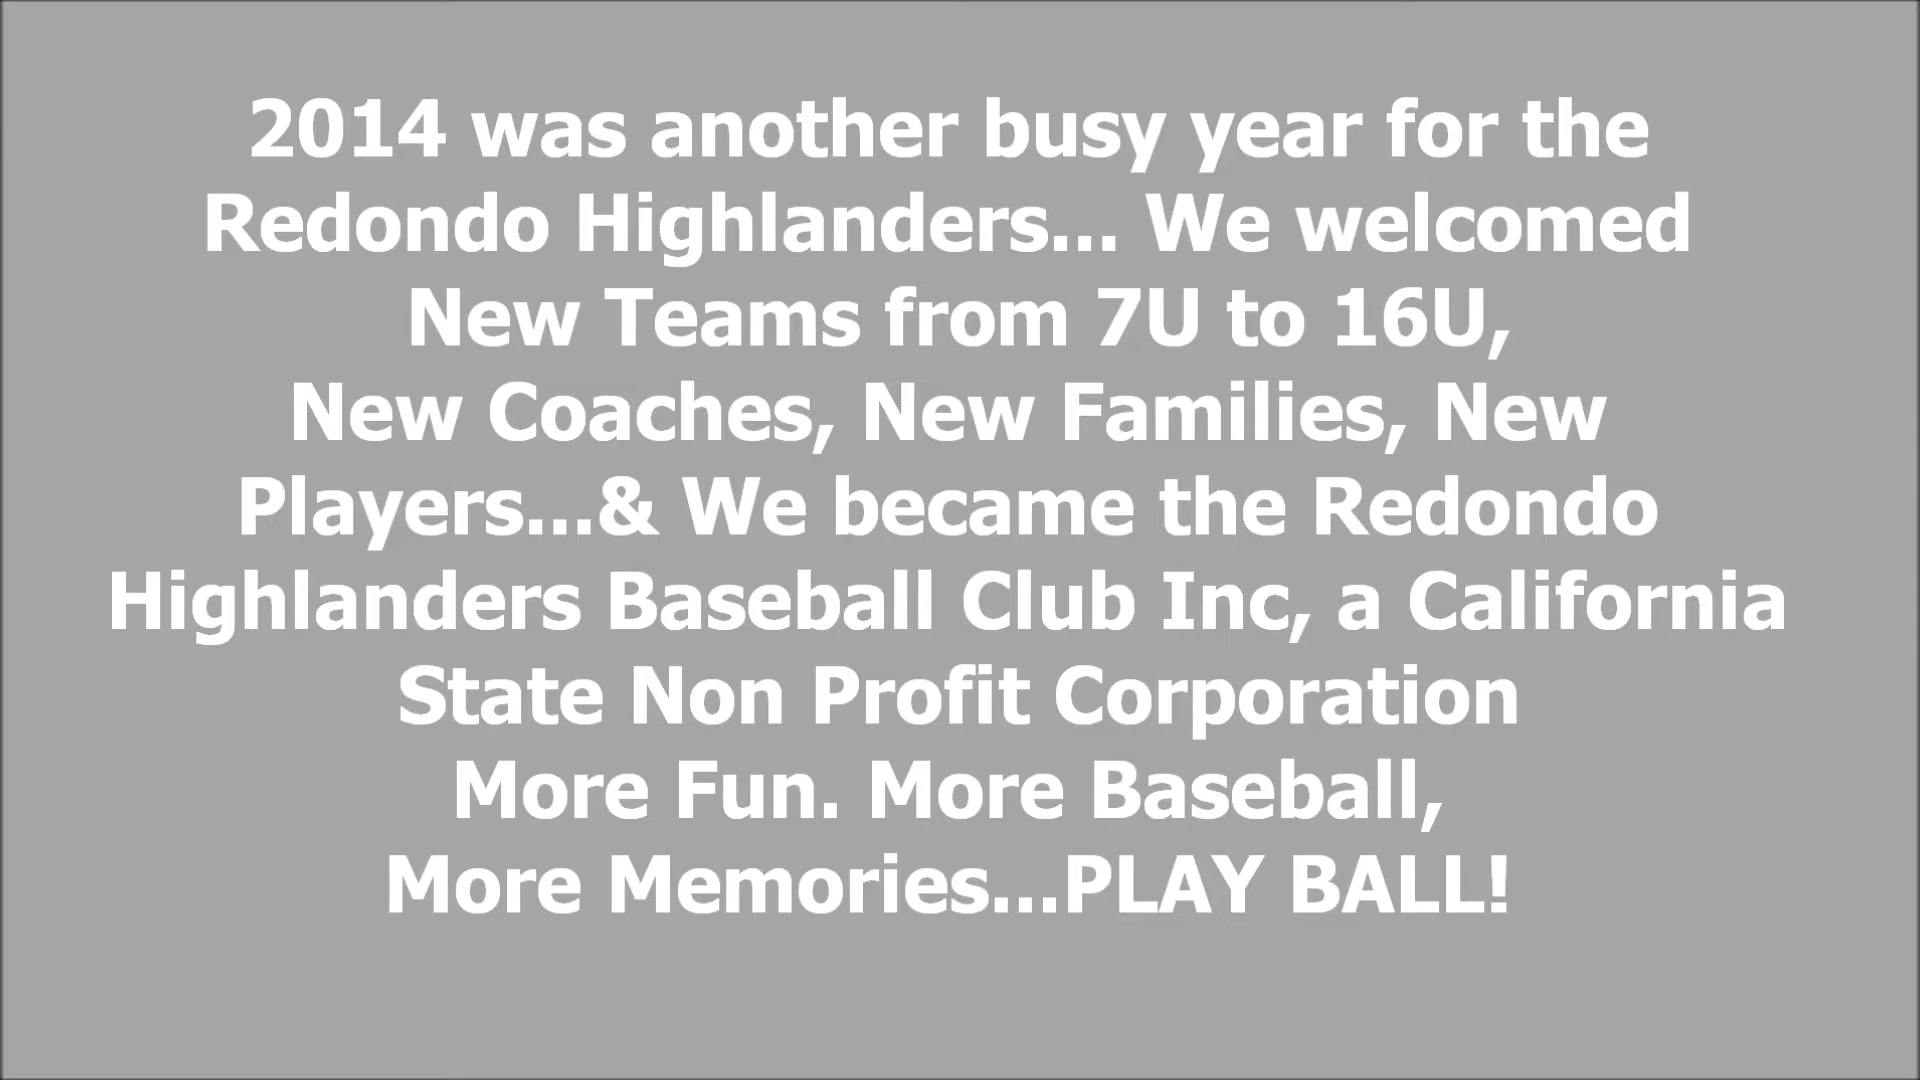 2014 was another busy year for the
Redondo Highlanders... We welcomed
New Teams from 7U to 16U,
New Coaches, New Families, New
Players...& We became the Redondo
Highlanders Baseball Club Inc, a California
State Non Profit Corporation
More Fun. More Baseball,
More Memories...PLAY BALL!